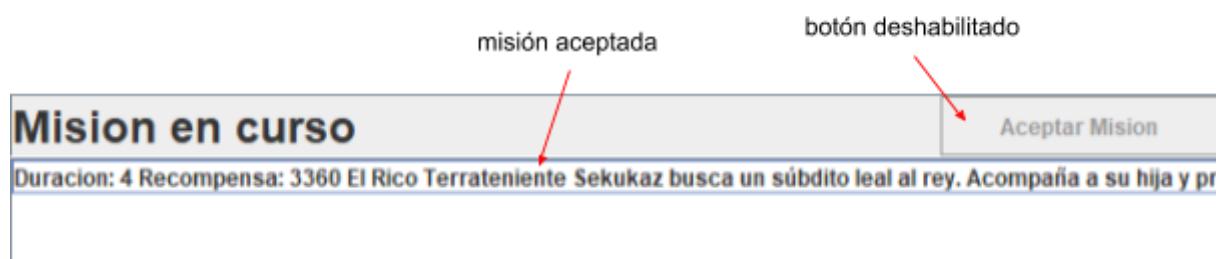 misión aceptada
botón deshabilitado
Mision en curso
Aceptar Mision
Duracion: 4 Recompensa: 3360 El Rico Terrateniente Sekukaz busca un súbdito leal al rey. Acompaña a su hija y pr